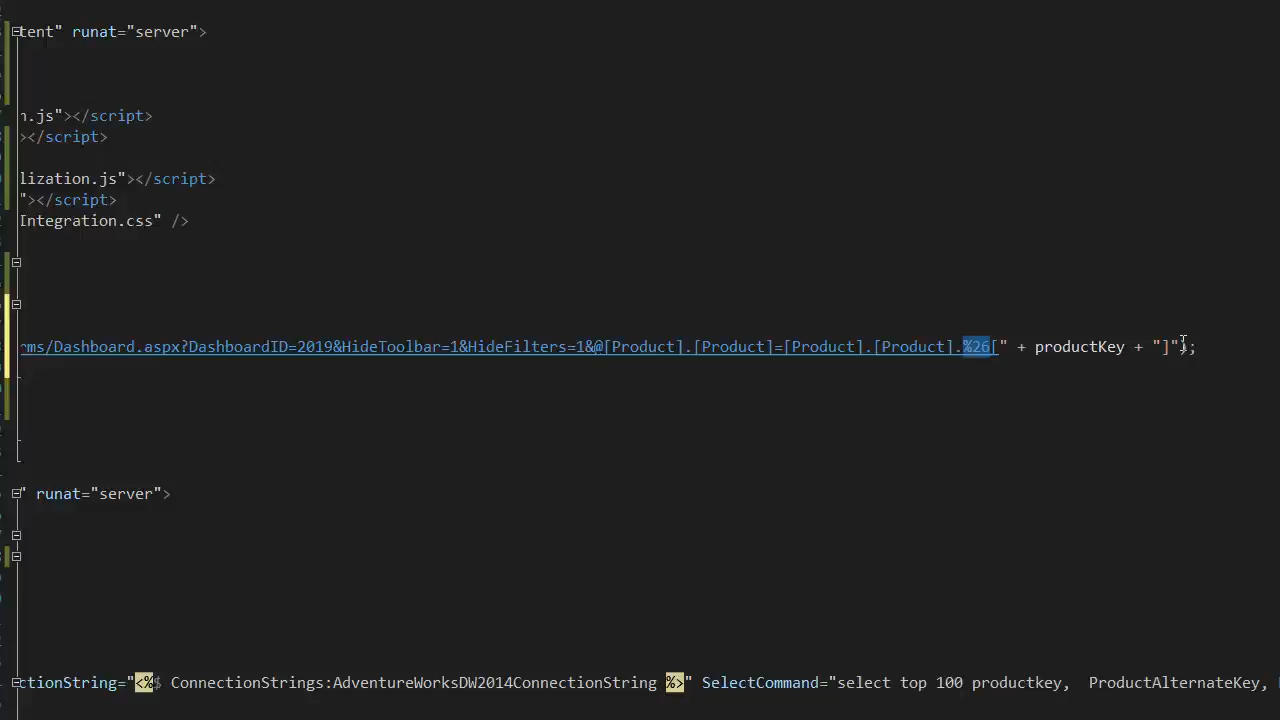 tent" runat="server">
n.js"></script>
></script>
lization.js"></script>
"></script>
Integration.css" />
rms/Dashboard.aspx?DashboardID=2019&HideToolbar=1&HideFilters=1&@[Product].[Product]=[Product].[Product].%26[" + productKey + "]");
" runat="server">
ctionString="<%$ ConnectionStrings:AdventureWorksDW2014ConnectionString %>" SelectCommand="select top 100 productkey,  ProductAlternateKey,